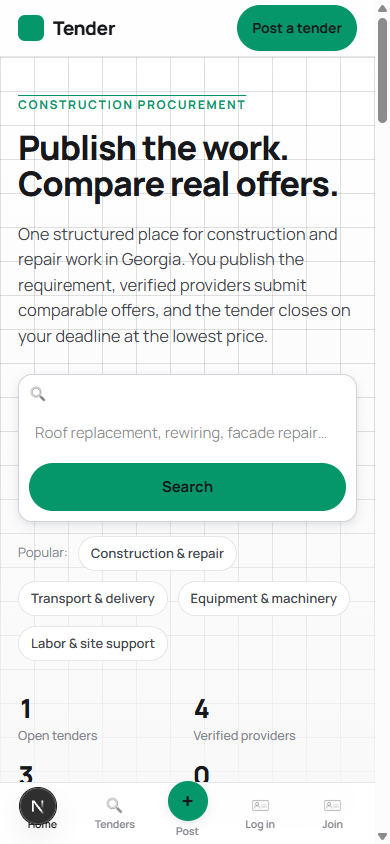 Tender
Post a tender
CONSTRUCTION PROCUREMENT
Publish the work.
Compare real offers.
One structured place for construction and
repair work in Georgia. You publish the
requirement, verified providers submit
comparable offers, and the tender closes on
your deadline at the lowest price.
Roof replacement, rewiring, facade repair...
Search
Popular:
Construction & repair
Transport & delivery
Equipment & machinery
Labor & site support
1
4
Open tenders
Verified providers
3
0
N
+
Home
Tenders
Post
Log in
Join